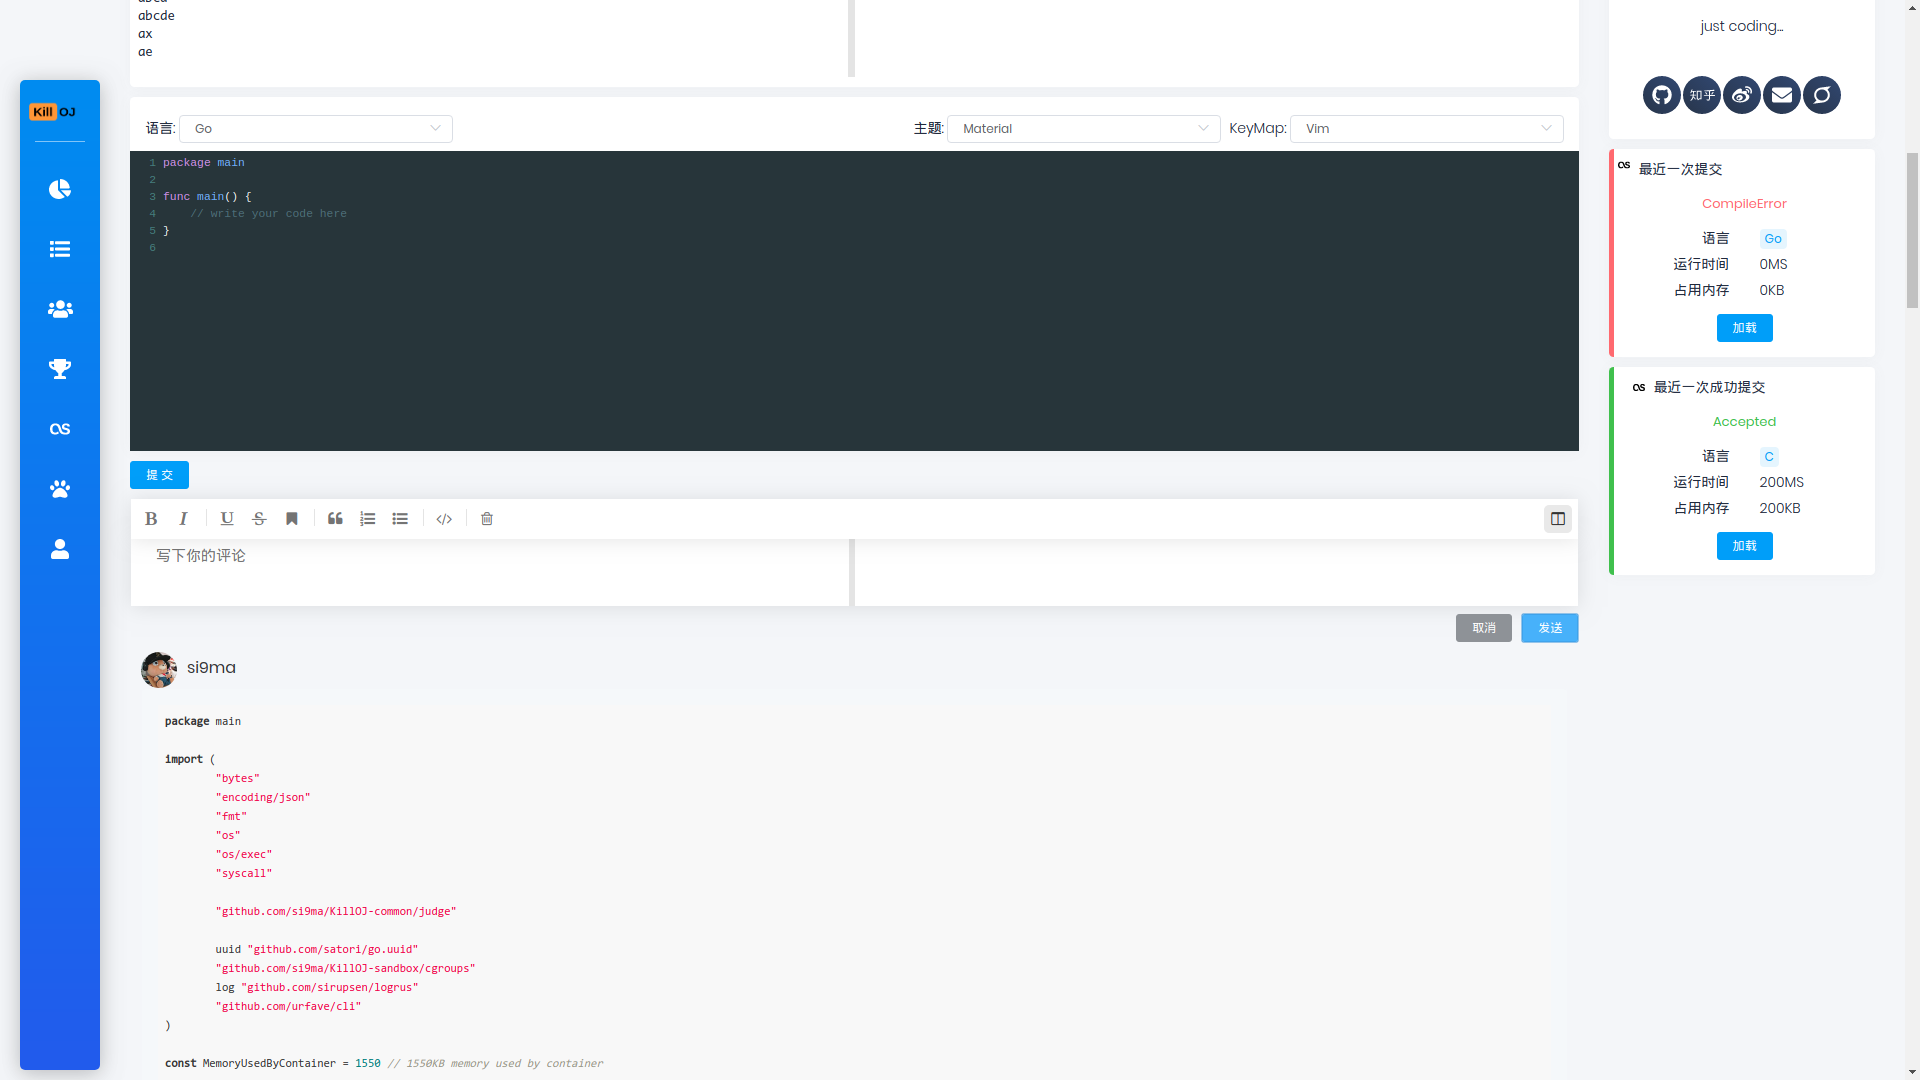 abcde
ax
ae
Kill OJ
语言: Go
主题: Material
KeyMap: Vim
1 package main
2
3 func main() {
4 // write your code here
5 }
6
提 交
B I U S
写下你的评论
取消
发送
si9ma
package main
import (
"bytes"
"encoding/json"
"fmt"
"os"
"os/exec"
"syscall"
"github.com/si9ma/KillOJ-common/judge"
uuid "github.com/satori/go.uuid"
"github.com/si9ma/KillOJ-sandbox/cgroups"
log "github.com/sirupsen/logrus"
"github.com/urfave/cli"
)
const MemoryUsedByContainer = 1550 // 1550KB memory used by container
just coding...
知乎
最近一次提交
CompileError
语言 Go
运行时间 0MS
占用内存 0KB
加载
最近一次成功提交
Accepted
语言 C
运行时间 200MS
占用内存 200KB
加载